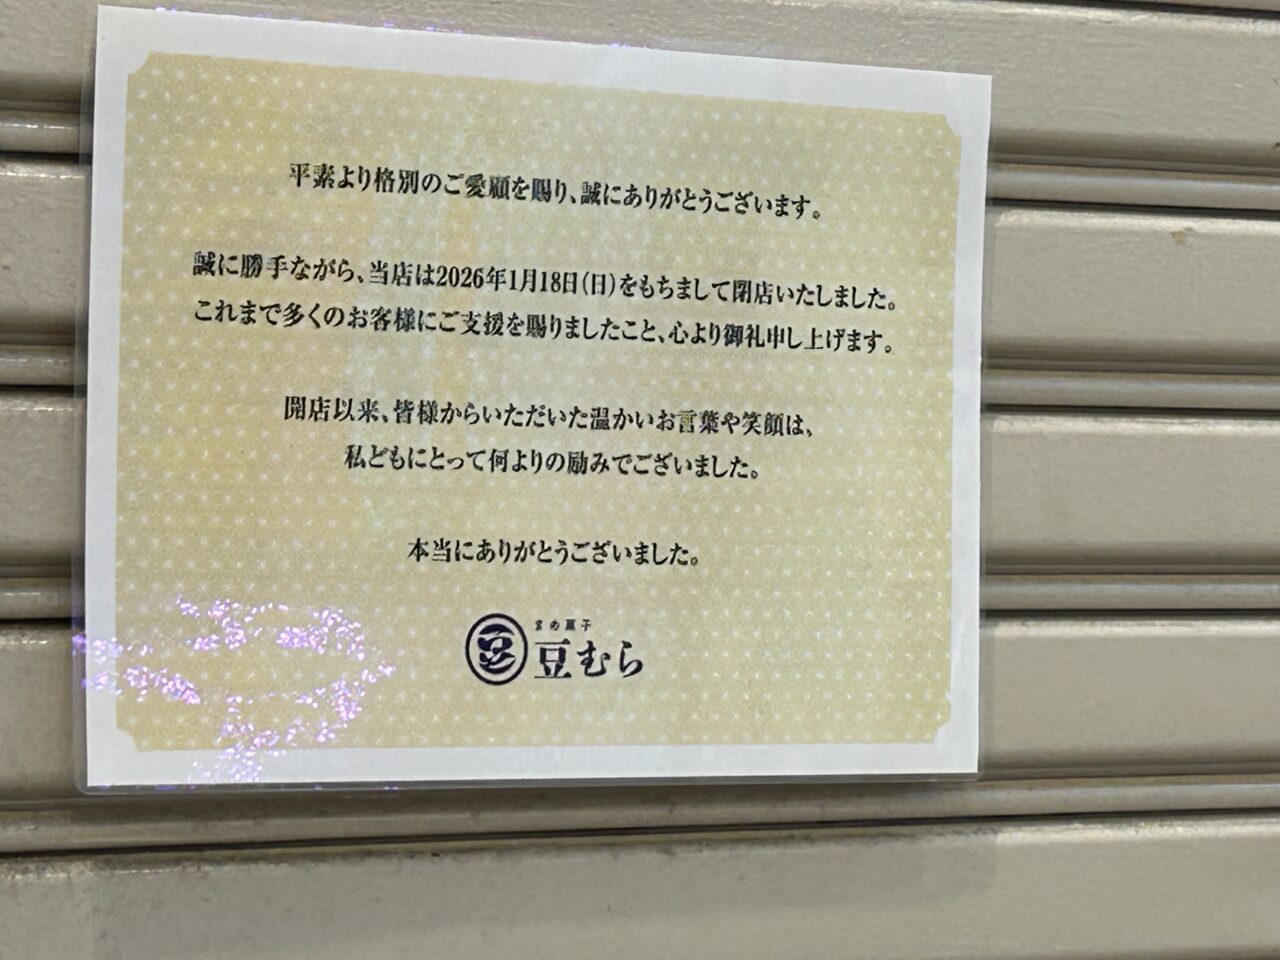 平素より格別のご愛顧を賜り、誠にありがとうございます。
誠に勝手ながら、当店は2026年1月18日(日)をもちまして閉店いたしました。
これまで多くのお客様にご支援を賜りましたこと、心より御礼申し上げます。
開店以来、皆様からいただいた温かいお言葉や笑顔は、
私どもにとって何よりの励みでございました。
本当にありがとうございました。
豆
まめ菓子
豆むら